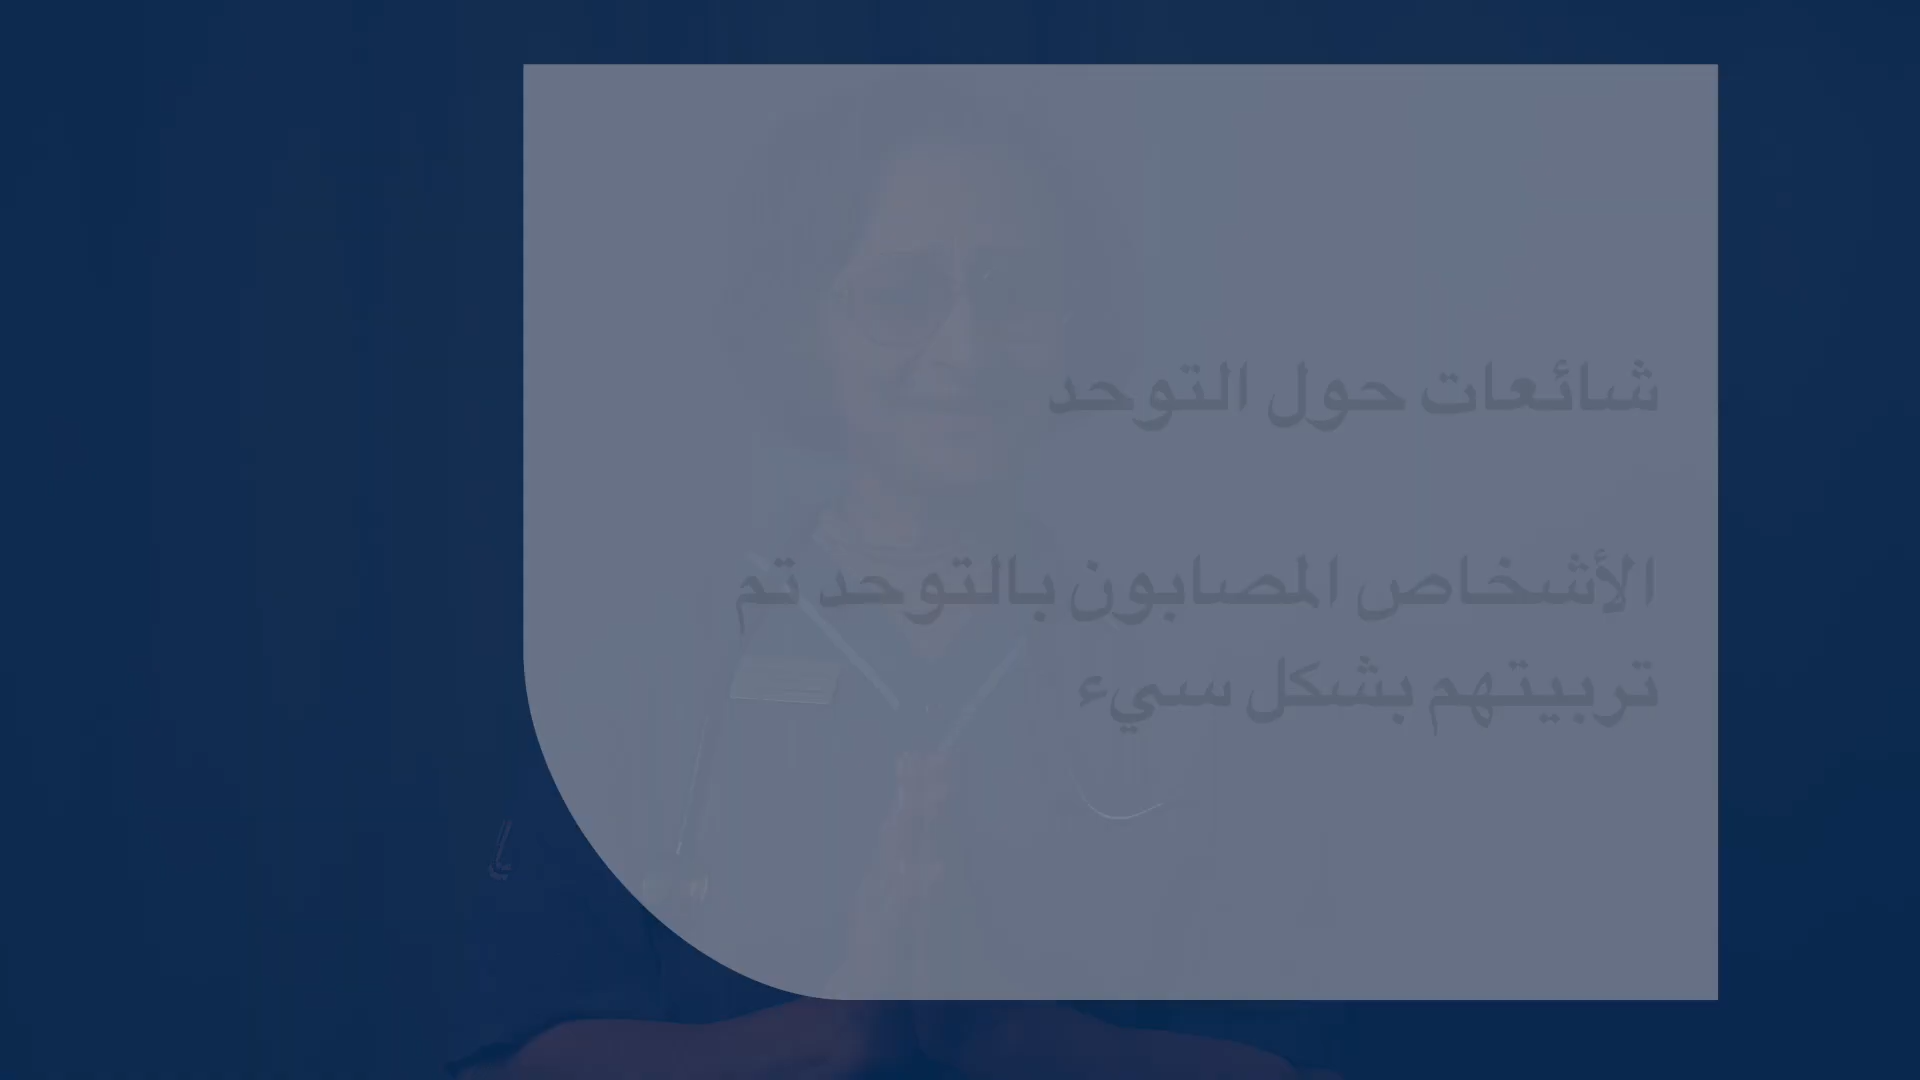 شائعات حول التوحد
الأشخاص المصابون بالتوحد تم
تربيتهم بشكل سيء